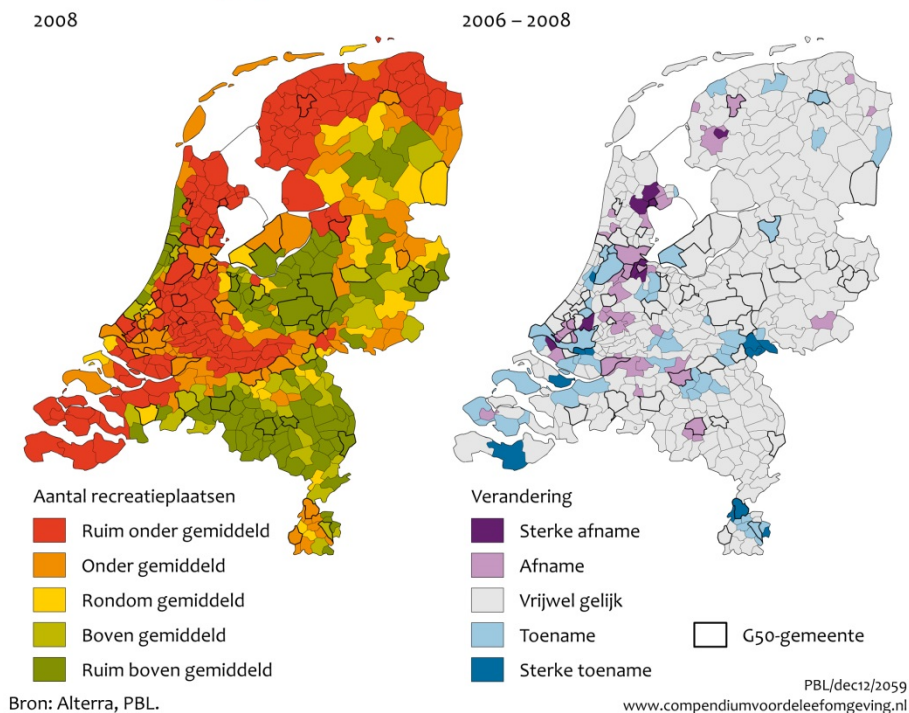 2008
2006 – 2008
Aantal recreatieplaatsen
Ruim onder gemiddeld
Onder gemiddeld
Rondom gemiddeld
Boven gemiddeld
Ruim boven gemiddeld
Verandering
Sterke afname
Afname
Vrijwel gelijk
Toename
Sterke toename
G50-gemeente
Bron: Alterra, PBL.
PBL/dec12/2059
www.compendiumvoordeleefomgeving.nl